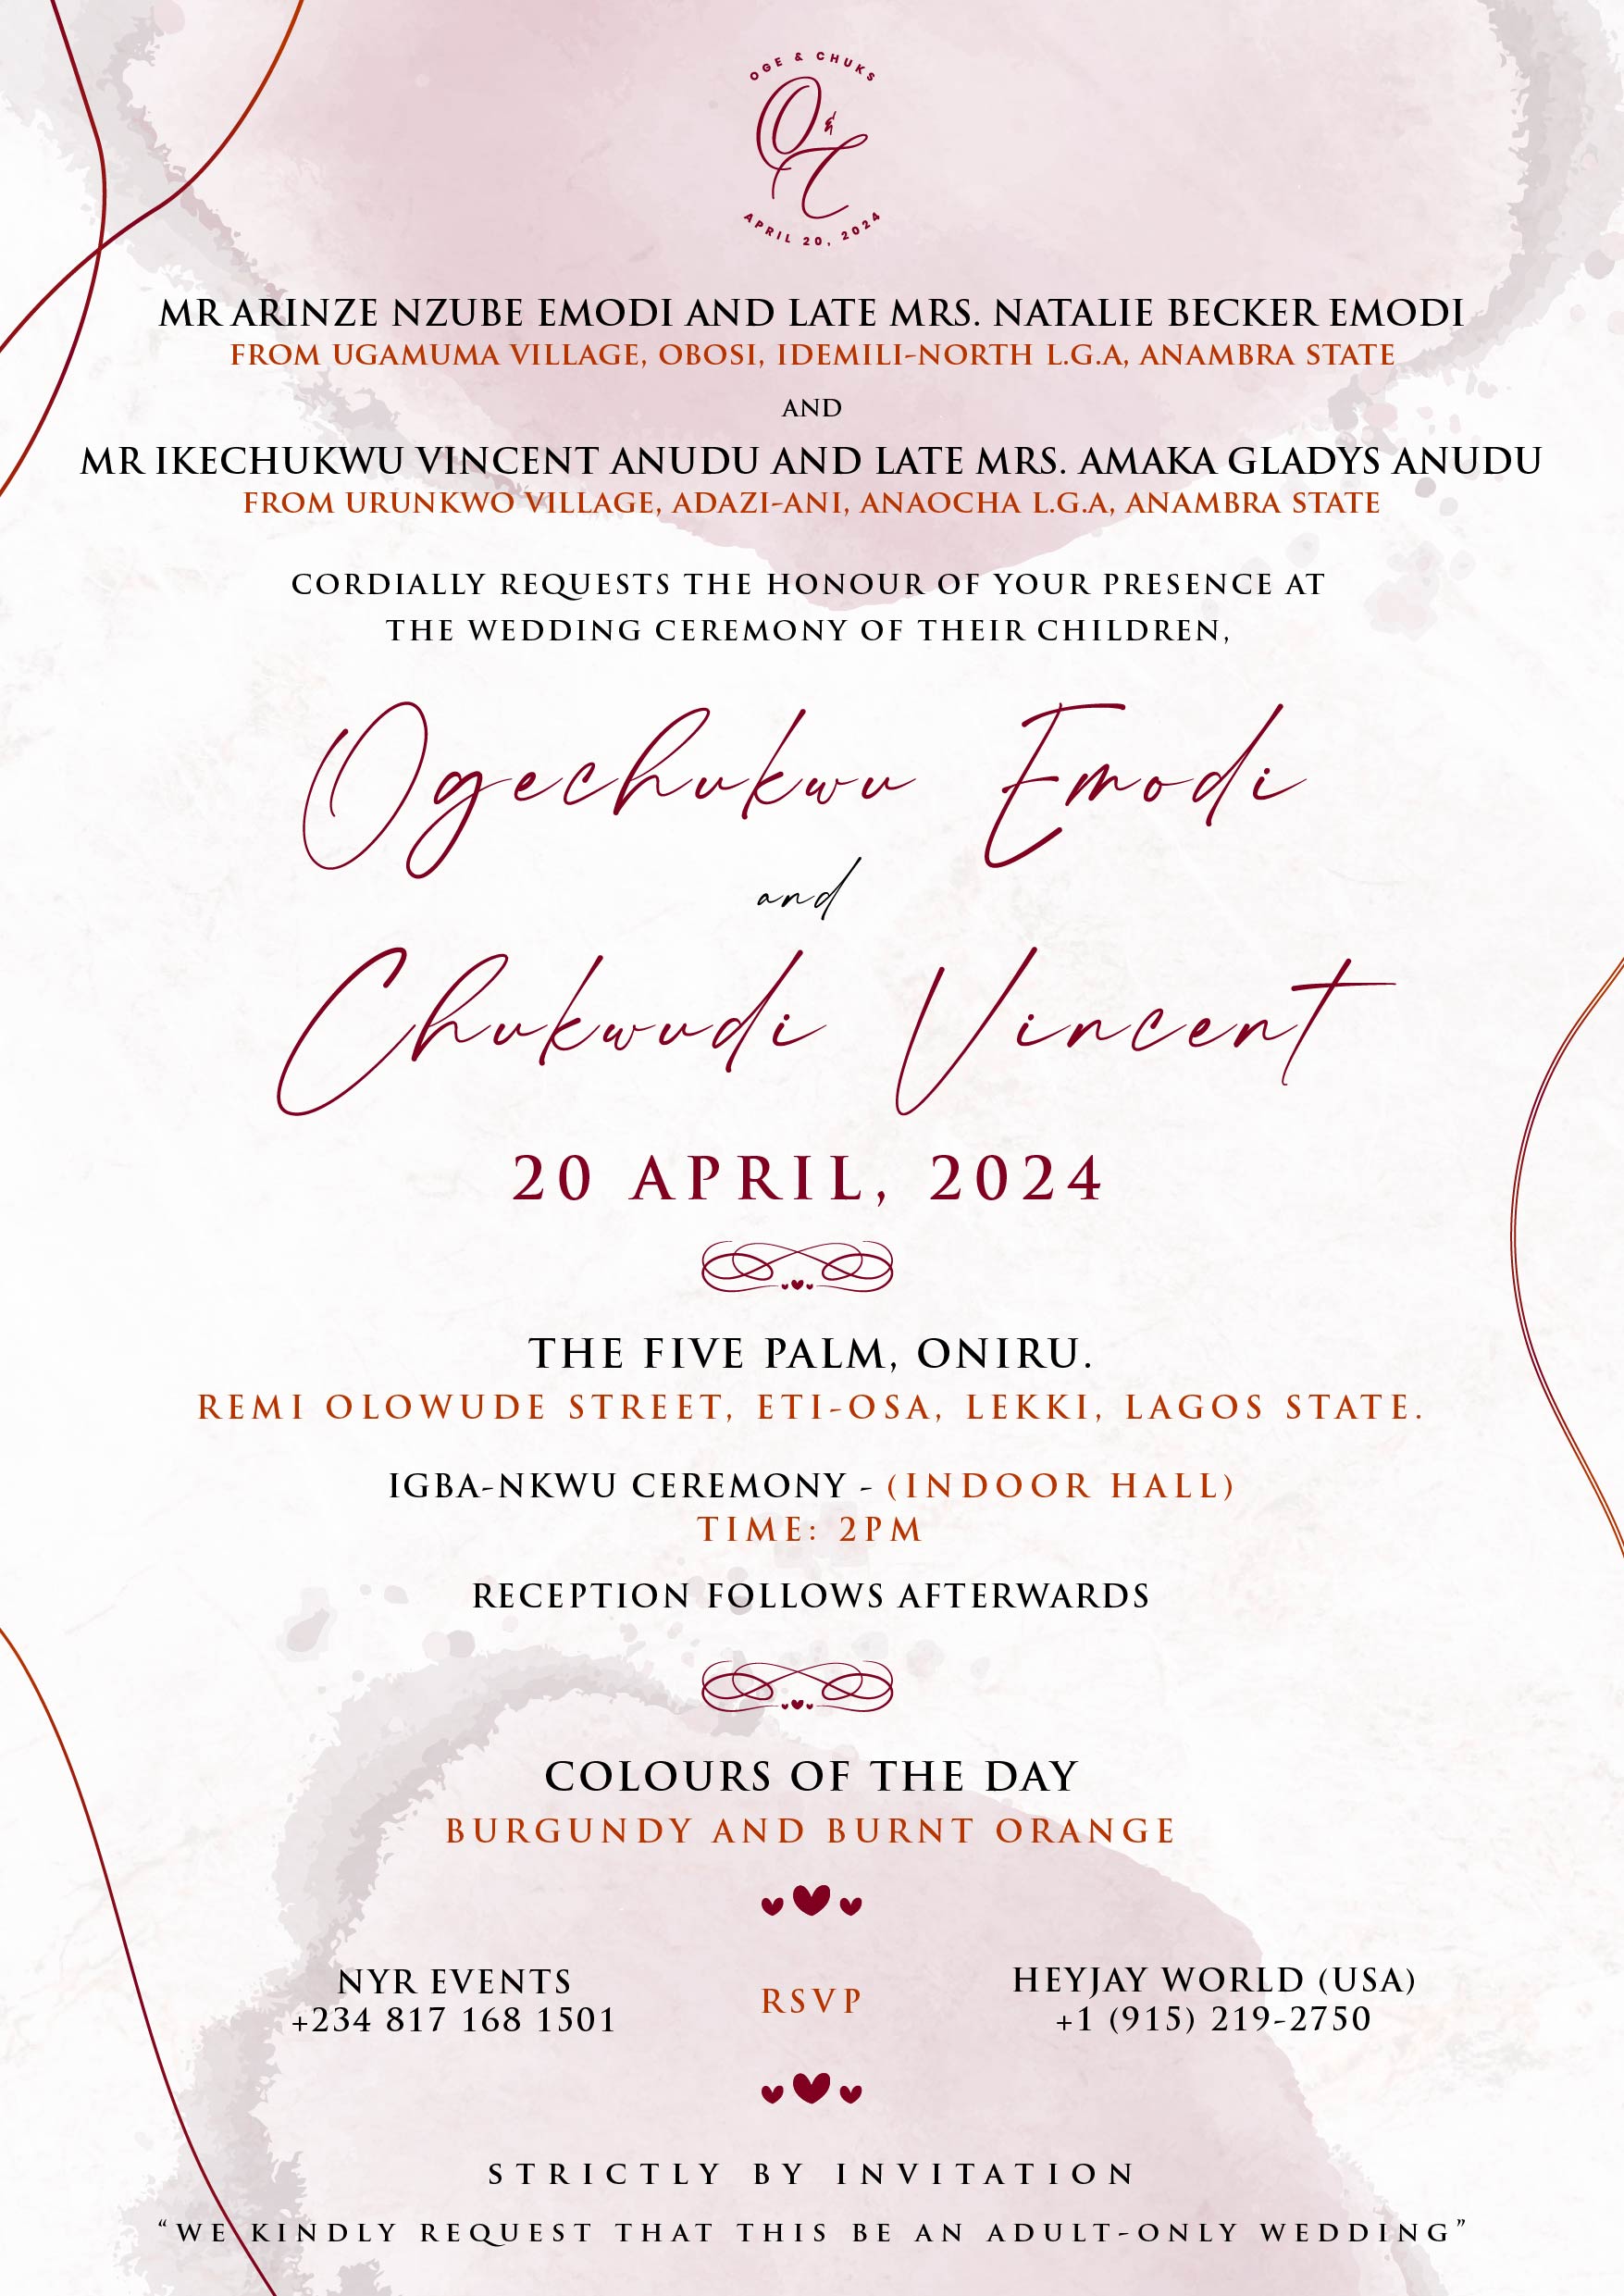 OGE & CHUKS
O & C
APRIL 20, 2024
MR ARINZE NZUBE EMODI AND LATE MRS. NATALIE BECKER EMODI
FROM UGAMUMA VILLAGE, OBOSI, IDEMILI-NORTH L.G.A, ANAMBRA STATE
AND
MR IKECHUKWU VINCENT ANUDU AND LATE MRS. AMAKA GLADYS ANUDU
FROM URUNKWO VILLAGE, ADAZI-ANI, ANAOCHA L.G.A, ANAMBRA STATE
CORDIALLY REQUESTS THE HONOUR OF YOUR PRESENCE AT
THE WEDDING CEREMONY OF THEIR CHILDREN,
Ogechukwu Emodi
and
Chukwudi Vincent
20 APRIL, 2024
THE FIVE PALM, ONIRU.
REMI OLOWUDE STREET, ETI-OSA, LEKKI, LAGOS STATE.
IGBA-NKWU CEREMONY - (INDOOR HALL)
TIME: 2PM
RECEPTION FOLLOWS AFTERWARDS
COLOURS OF THE DAY
BURGUNDY AND BURNT ORANGE
NYR EVENTS
+234 817 168 1501
RSVP
HEYJAY WORLD (USA)
+1 (915) 219-2750
STRICTLY BY INVITATION
“WE KINDLY REQUEST THAT THIS BE AN ADULT-ONLY WEDDING”